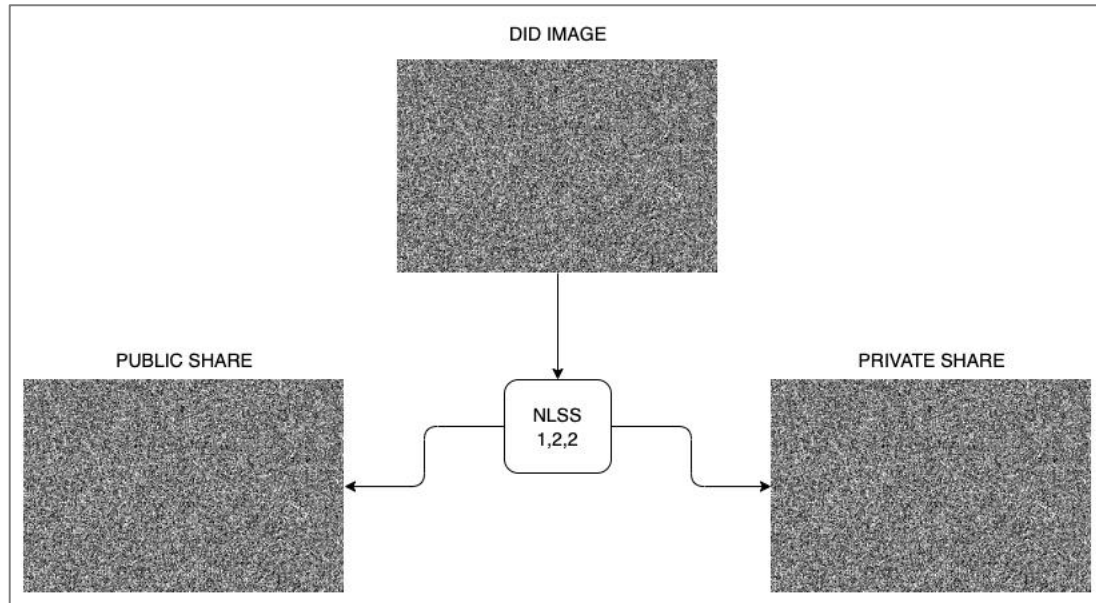 DID IMAGE
PUBLIC SHARE
PRIVATE SHARE
NLSS
1,2,2